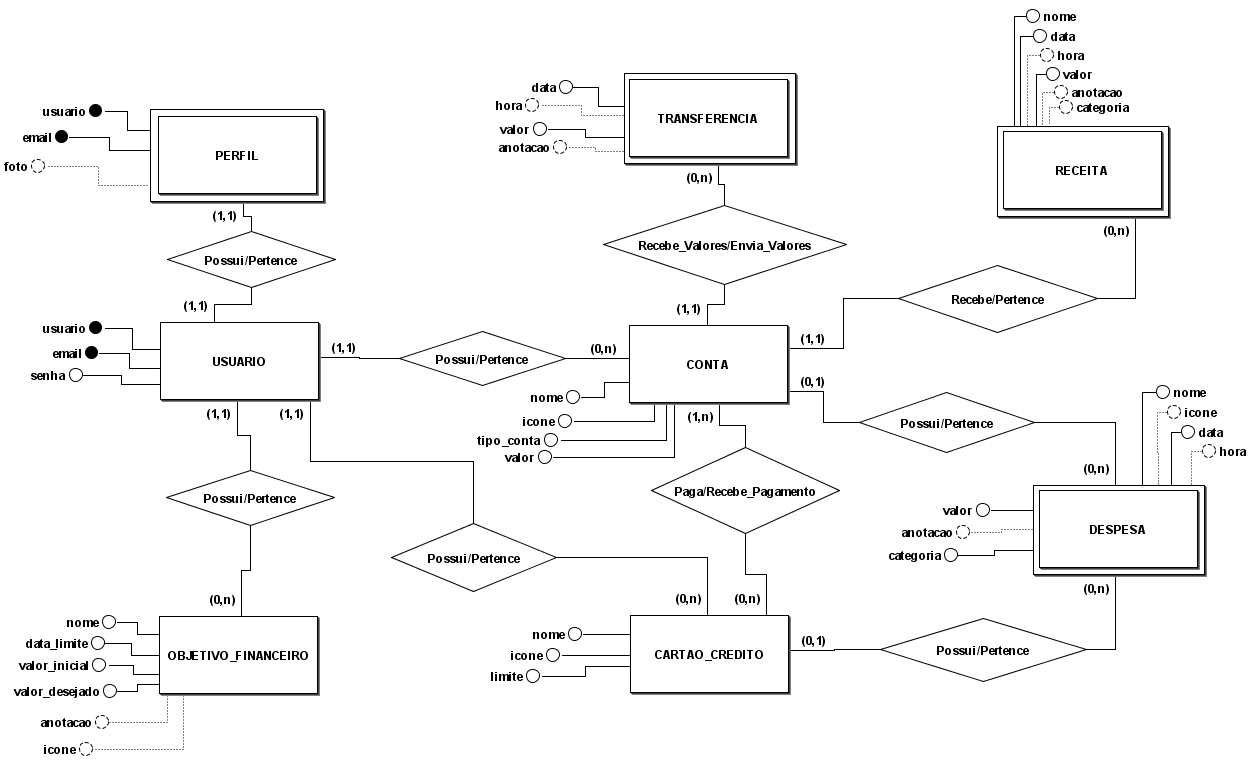 usuario
email
foto
PERFIL
(1,1)
Possui/Pertence
(1,1)
data
hora
valor
anotacao
TRANSFERENCIA
(0,n)
Recebe_Valores/Envia_Valores
(1,1)
nome
data
hora
valor
anotacao
categoria
RECEITA
(0,n)
Recebe/Pertence
(1,1)
usuario
email
senha
USUARIO
(1,1)
Possui/Pertence
(0,n)
CONTA
nome
icone
tipo_conta
valor
(0,1)
Possui/Pertence
(0,n)
nome
icone
data
hora
valor
anotacao
categoria
DESPESA
(0,n)
(1,1)
(1,1)
Possui/Pertence
(0,n)
Possui/Pertence
(0,n)
(1,n)
Paga/Recebe_Pagamento
(0,n)
nome
data_limite
valor_inicial
valor_desejado
anotacao
icone
OBJETIVO_FINANCEIRO
nome
icone
limite
CARTAO_CREDITO
(0,1)
Possui/Pertence